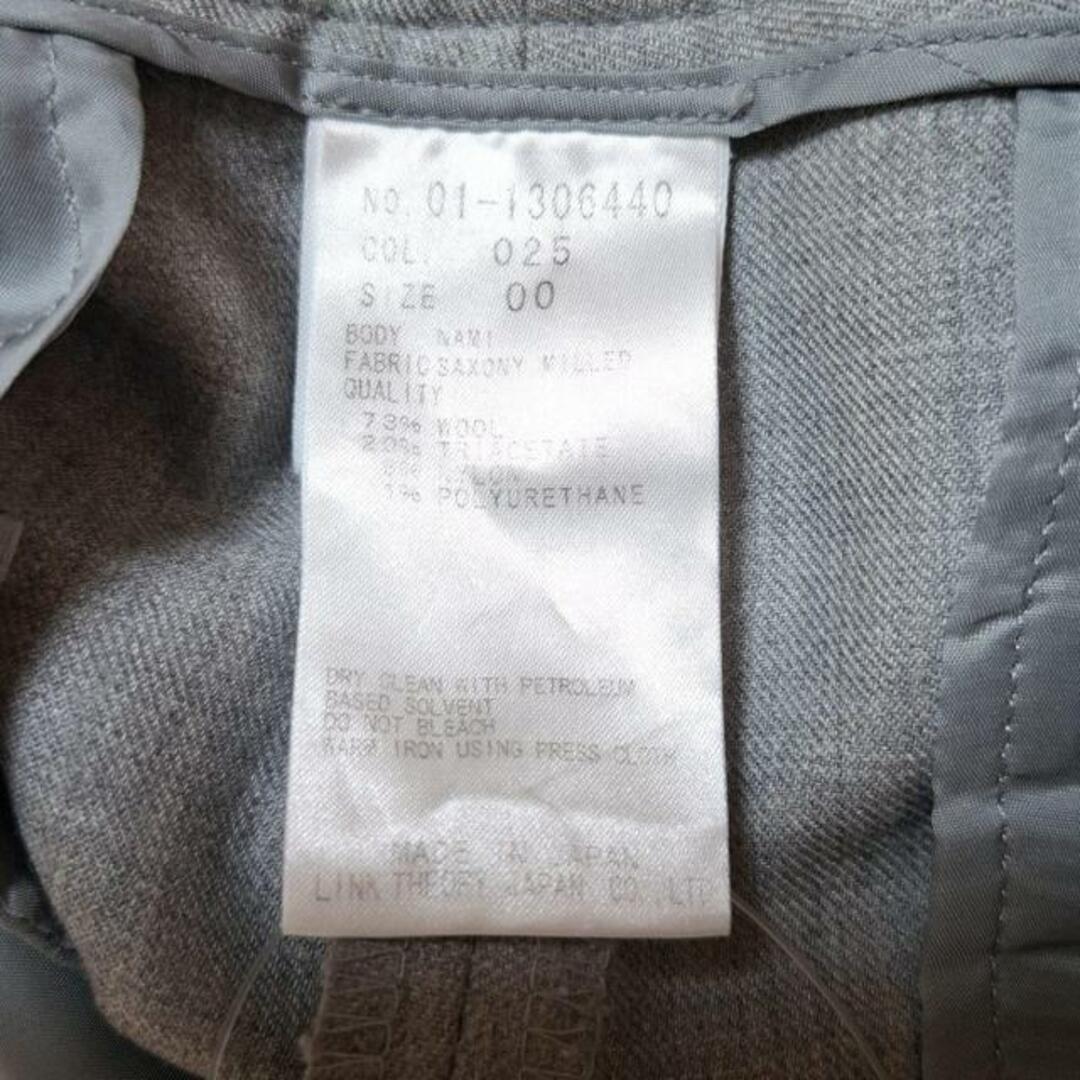 NO. 01-1306440
COL. 025
SIZE 00
BODY NAMI
FABRIC SAXONY MILLED
QUALITY
73% WOOL
20% TRIACETATE
6% NYLON
1% POLYURETHANE
DRY CLEAN WITH PETROLEUM
BASED SOLVENT
DO NOT BLEACH
WARM IRON USING PRESS CLOTH
MADE IN JAPAN
LINK THEORY JAPAN CO.,LTD